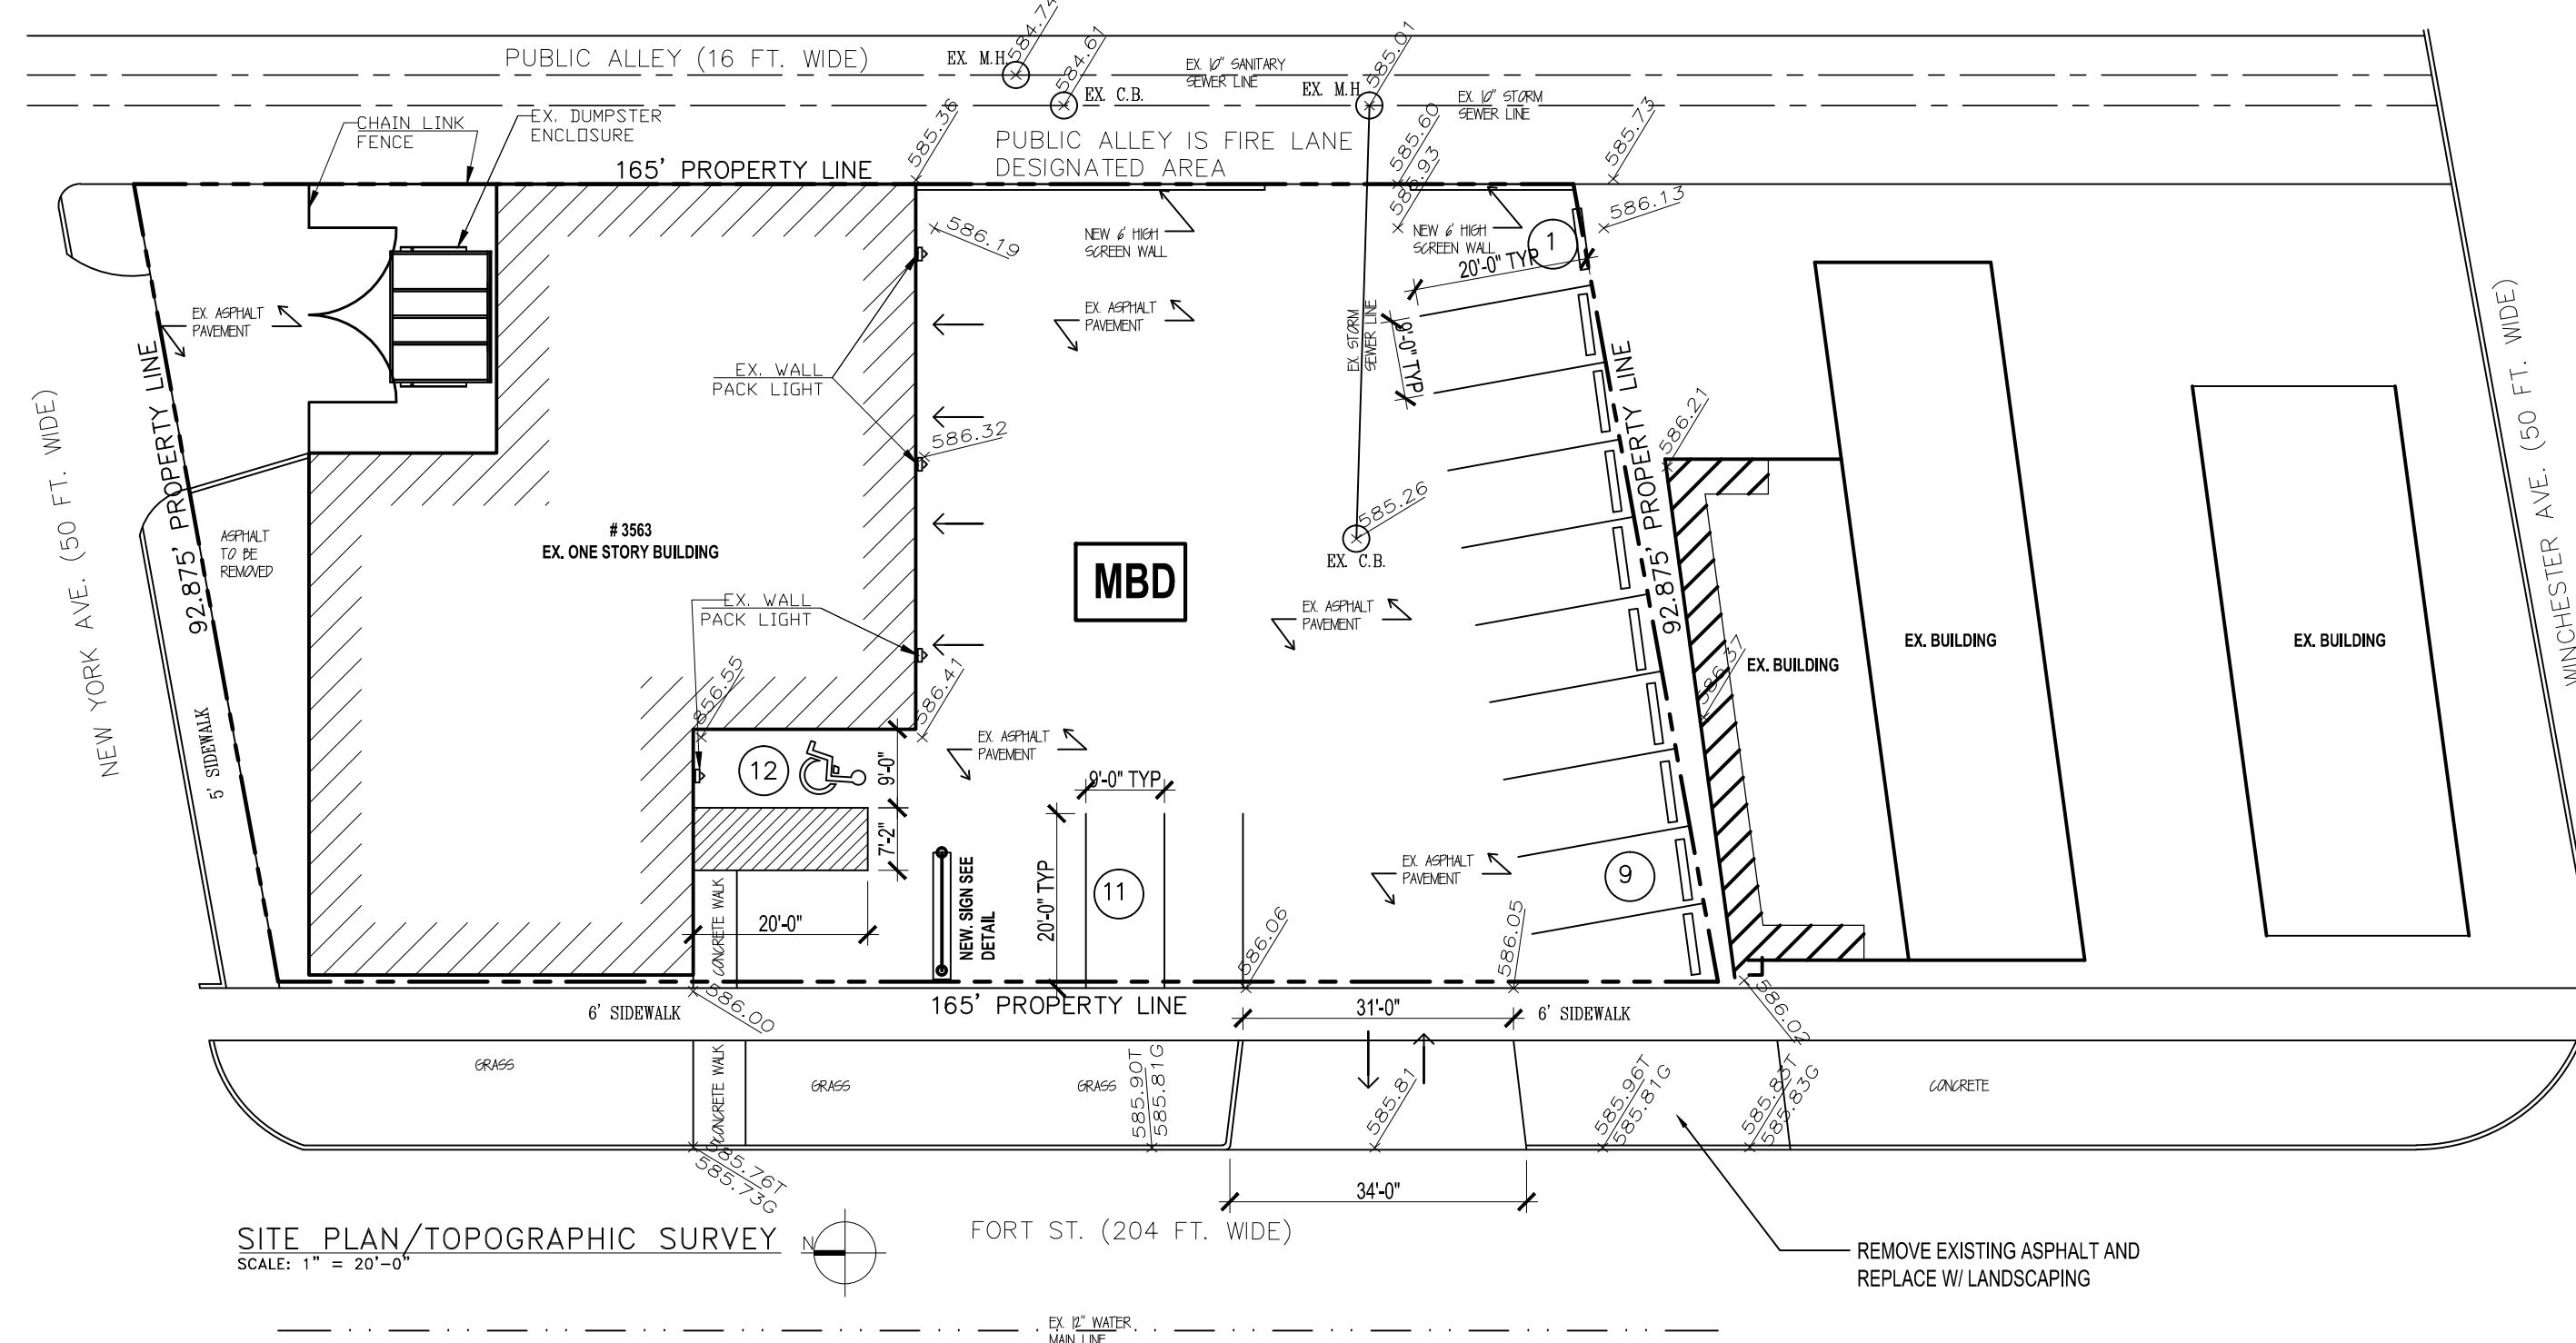 PUBLIC ALLEY (16 FT. WIDE)
EX. M.H.
584.74
584.61
EX. C.B.
EX. 10" SANITARY
SEWER LINE
EX. M.H.
585.01
EX. 10" STORM
SEWER LINE
CHAIN LINK
FENCE
EX. DUMPSTER
ENCLOSURE
165' PROPERTY LINE
585.36
PUBLIC ALLEY IS FIRE LANE
DESIGNATED AREA
585.60
585.93
585.73
586.13
586.19
NEW 6' HIGH
SCREEN WALL
NEW 6' HIGH
SCREEN WALL
1
20'-0" TYP
9'-0" TYP
EX. STORM
SEWER LINE
EX. ASPHALT
PAVEMENT
EX. ASPHALT
PAVEMENT
EX. WALL
PACK LIGHT
586.32
NEW YORK AVE. (50 FT. WIDE)
92.875' PROPERTY LINE
ASPHALT
TO BE
REMOVED
# 3563
EX. ONE STORY BUILDING
MBD
585.26
EX. C.B.
92.875' PROPERTY LINE
586.21
WINCHESTER AVE. (50 FT. WIDE)
EX. WALL
PACK LIGHT
EX. ASPHALT
PAVEMENT
EX. BUILDING
EX. BUILDING
EX. BUILDING
586.37
5' SIDEWALK
856.55
586.41
12
9'-0"
7'-2"
20'-0"
CONCRETE WALK
EX. ASPHALT
PAVEMENT
9'-0" TYP
20'-0" TYP
11
NEW. SIGN SEE
DETAIL
EX. ASPHALT
PAVEMENT
9
586.06
586.05
586.00
6' SIDEWALK
165' PROPERTY LINE
31'-0"
6' SIDEWALK
586.02
GRASS
CONCRETE WALK
GRASS
GRASS
585.90T
585.81G
585.81
585.96T
585.81G
585.83T
585.83G
CONCRETE
585.76T
585.73G
34'-0"
SITE PLAN/TOPOGRAPHIC SURVEY
SCALE: 1" = 20'-0"
N
FORT ST. (204 FT. WIDE)
REMOVE EXISTING ASPHALT AND
REPLACE W/ LANDSCAPING
EX. 12" WATER
MAIN LINE